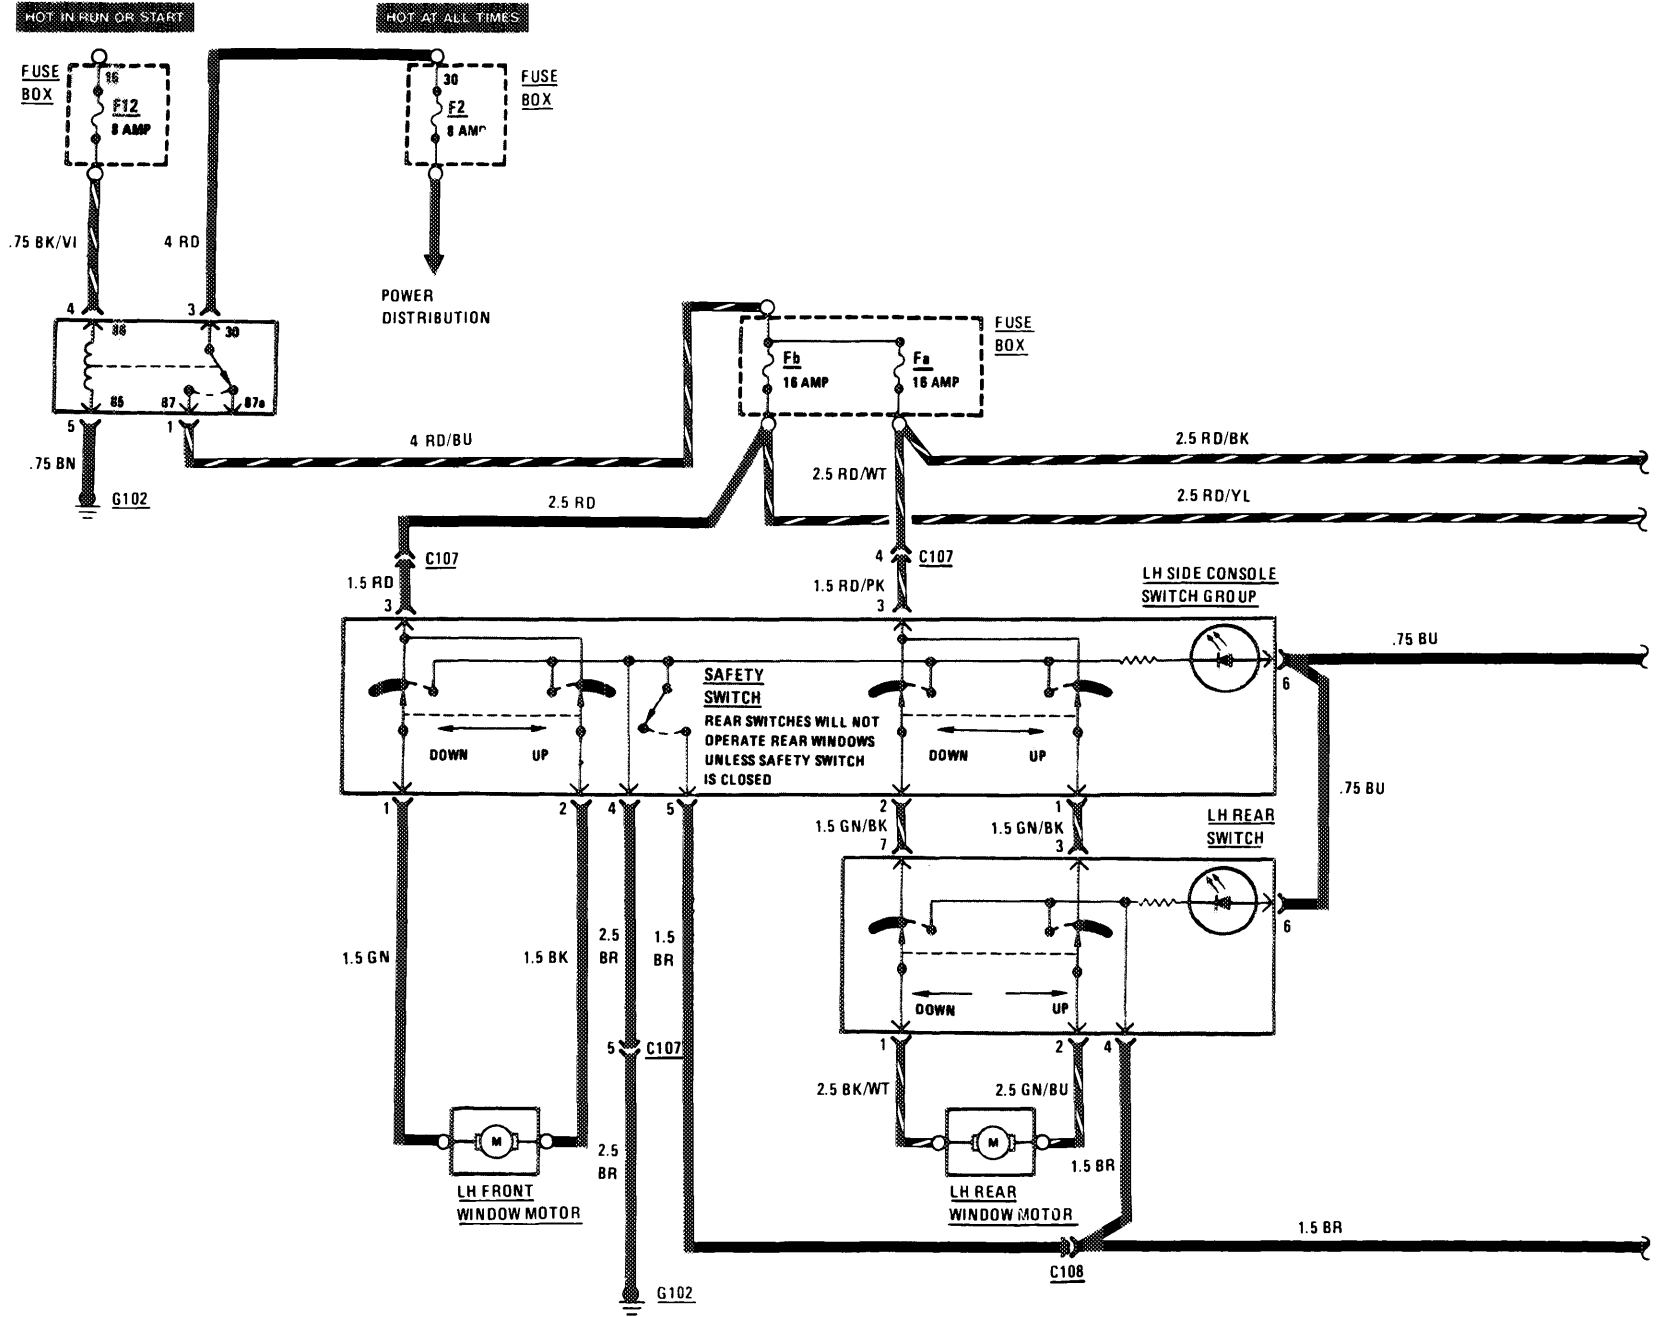 HOT IN RUN OR START
HOT AT ALL TIMES
FUSE
BOX
16
F12
8 AMP
30
F2
8 AMP
FUSE
BOX
.75 BK/VI
4 RD
POWER
DISTRIBUTION
4
3
86
30
85
87
87a
5
1
.75 BN
G102
4 RD/BU
FUSE
BOX
Fb
16 AMP
Fa
16 AMP
2.5 RD/WT
2.5 RD/BK
2.5 RD
2.5 RD/YL
C107
4
C107
1.5 RD
3
1.5 RD/PK
3
LH SIDE CONSOLE
SWITCH GROUP
SAFETY
SWITCH
REAR SWITCHES WILL NOT
OPERATE REAR WINDOWS
UNLESS SAFETY SWITCH
IS CLOSED
DOWN
UP
DOWN
UP
6
.75 BU
.75 BU
1
2
4
5
2
1
1.5 GN/BK
1.5 GN/BK
7
3
LH REAR
SWITCH
6
DOWN
UP
1.5 GN
1.5 BK
2.5
BR
1.5
BR
5
C107
1
2
4
2.5 BK/WT
2.5 GN/BU
M
LH FRONT
WINDOW MOTOR
2.5
BR
M
LH REAR
WINDOW MOTOR
1.5 BR
1.5 BR
C108
G102